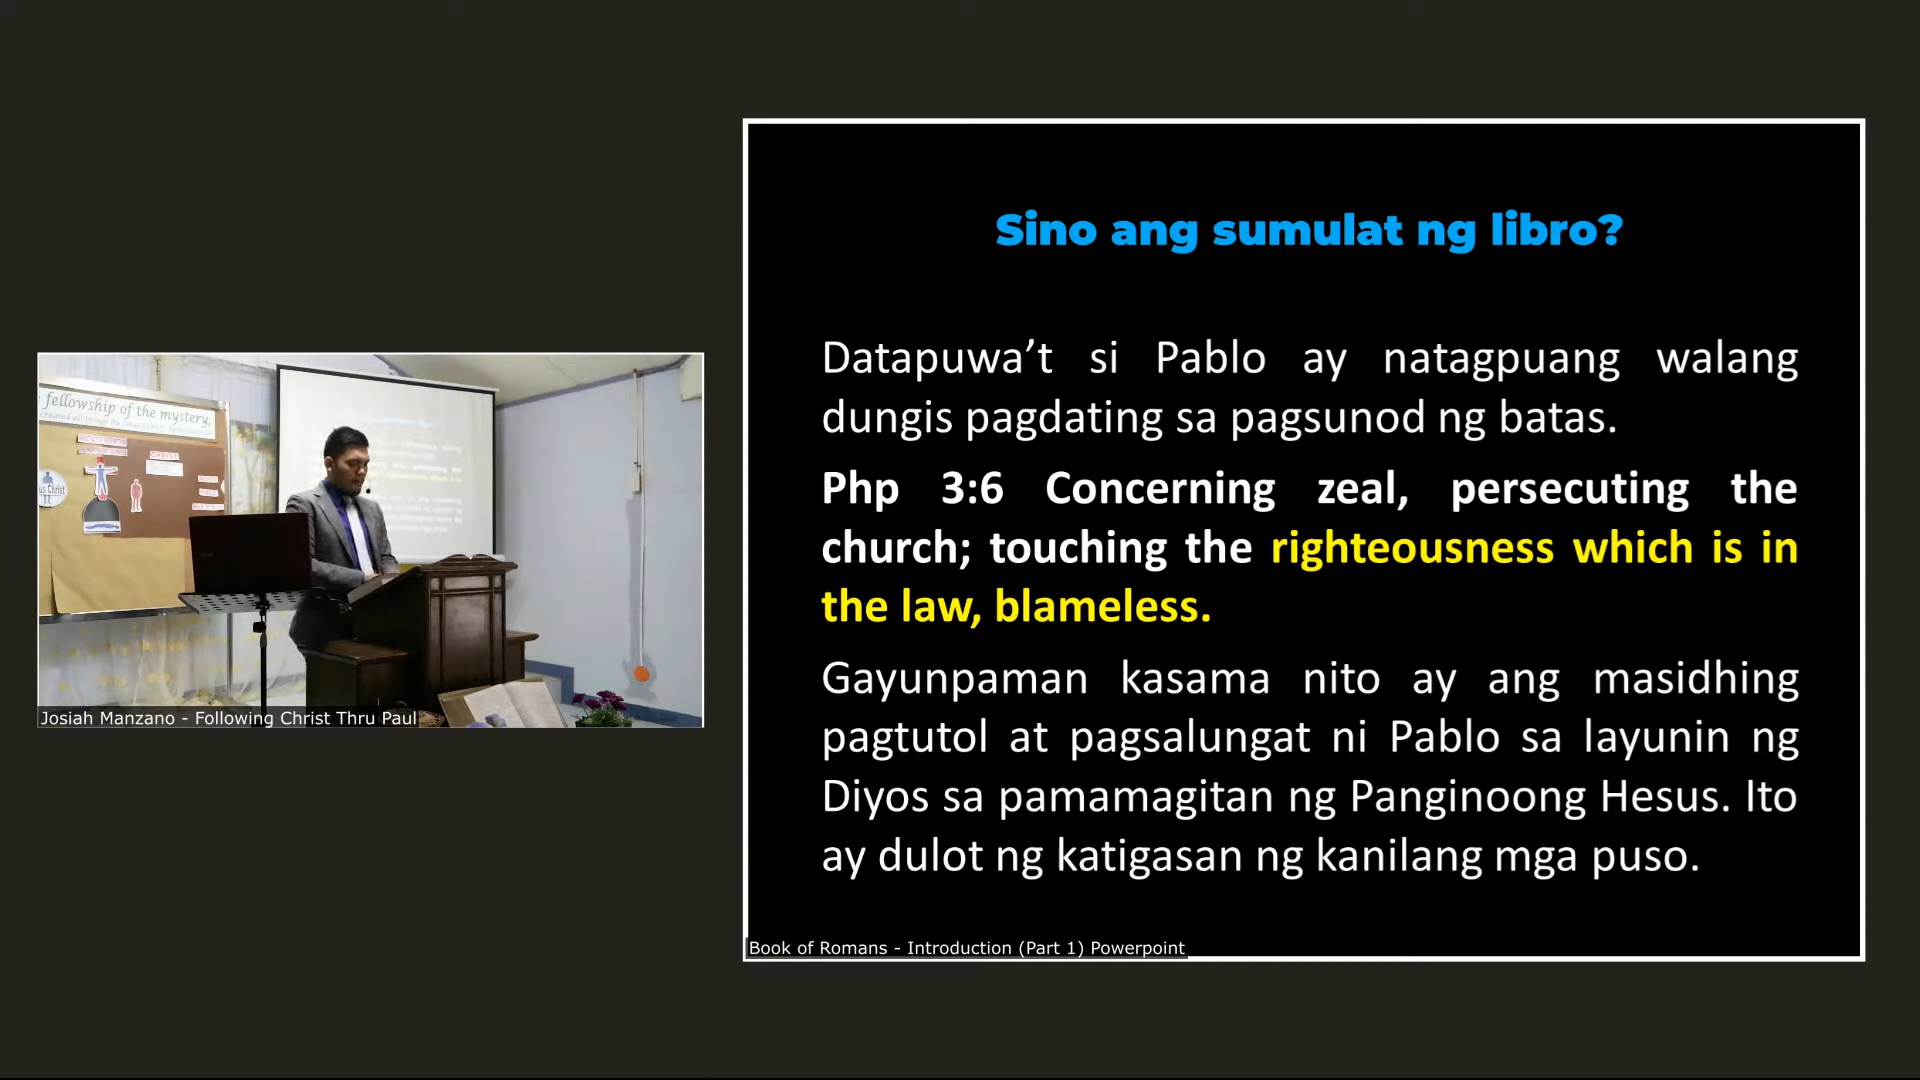 fellowship of the mystery,
CHRIST
us Christ
Josiah Manzano - Following Christ Thru Paul
Sino ang sumulat ng libro?
Datapuwa’t si Pablo ay natagpuang walang
dungis pagdating sa pagsunod ng batas.
Php 3:6 Concerning zeal, persecuting the
church; touching the righteousness which is in
the law, blameless.
Gayunpaman kasama nito ay ang masidhing
pagtutol at pagsalungat ni Pablo sa layunin ng
Diyos sa pamamagitan ng Panginoong Hesus. Ito
ay dulot ng katigasan ng kanilang mga puso.
Book of Romans - Introduction (Part 1) Powerpoint